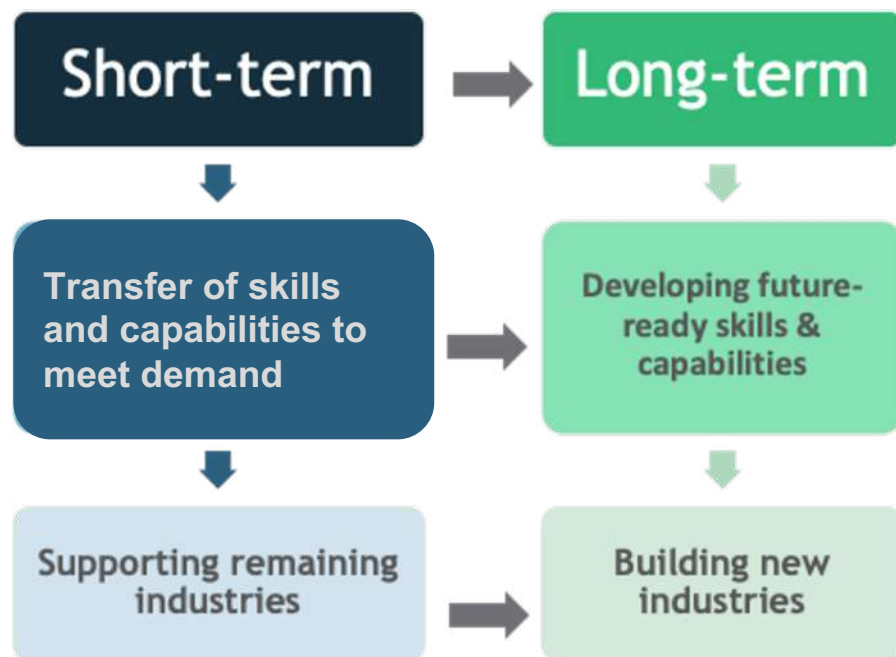 Short-term
Long-term
Transfer of skills
and capabilities to
meet demand
Developing future-
ready skills &
capabilities
Supporting remaining
industries
Building new
industries